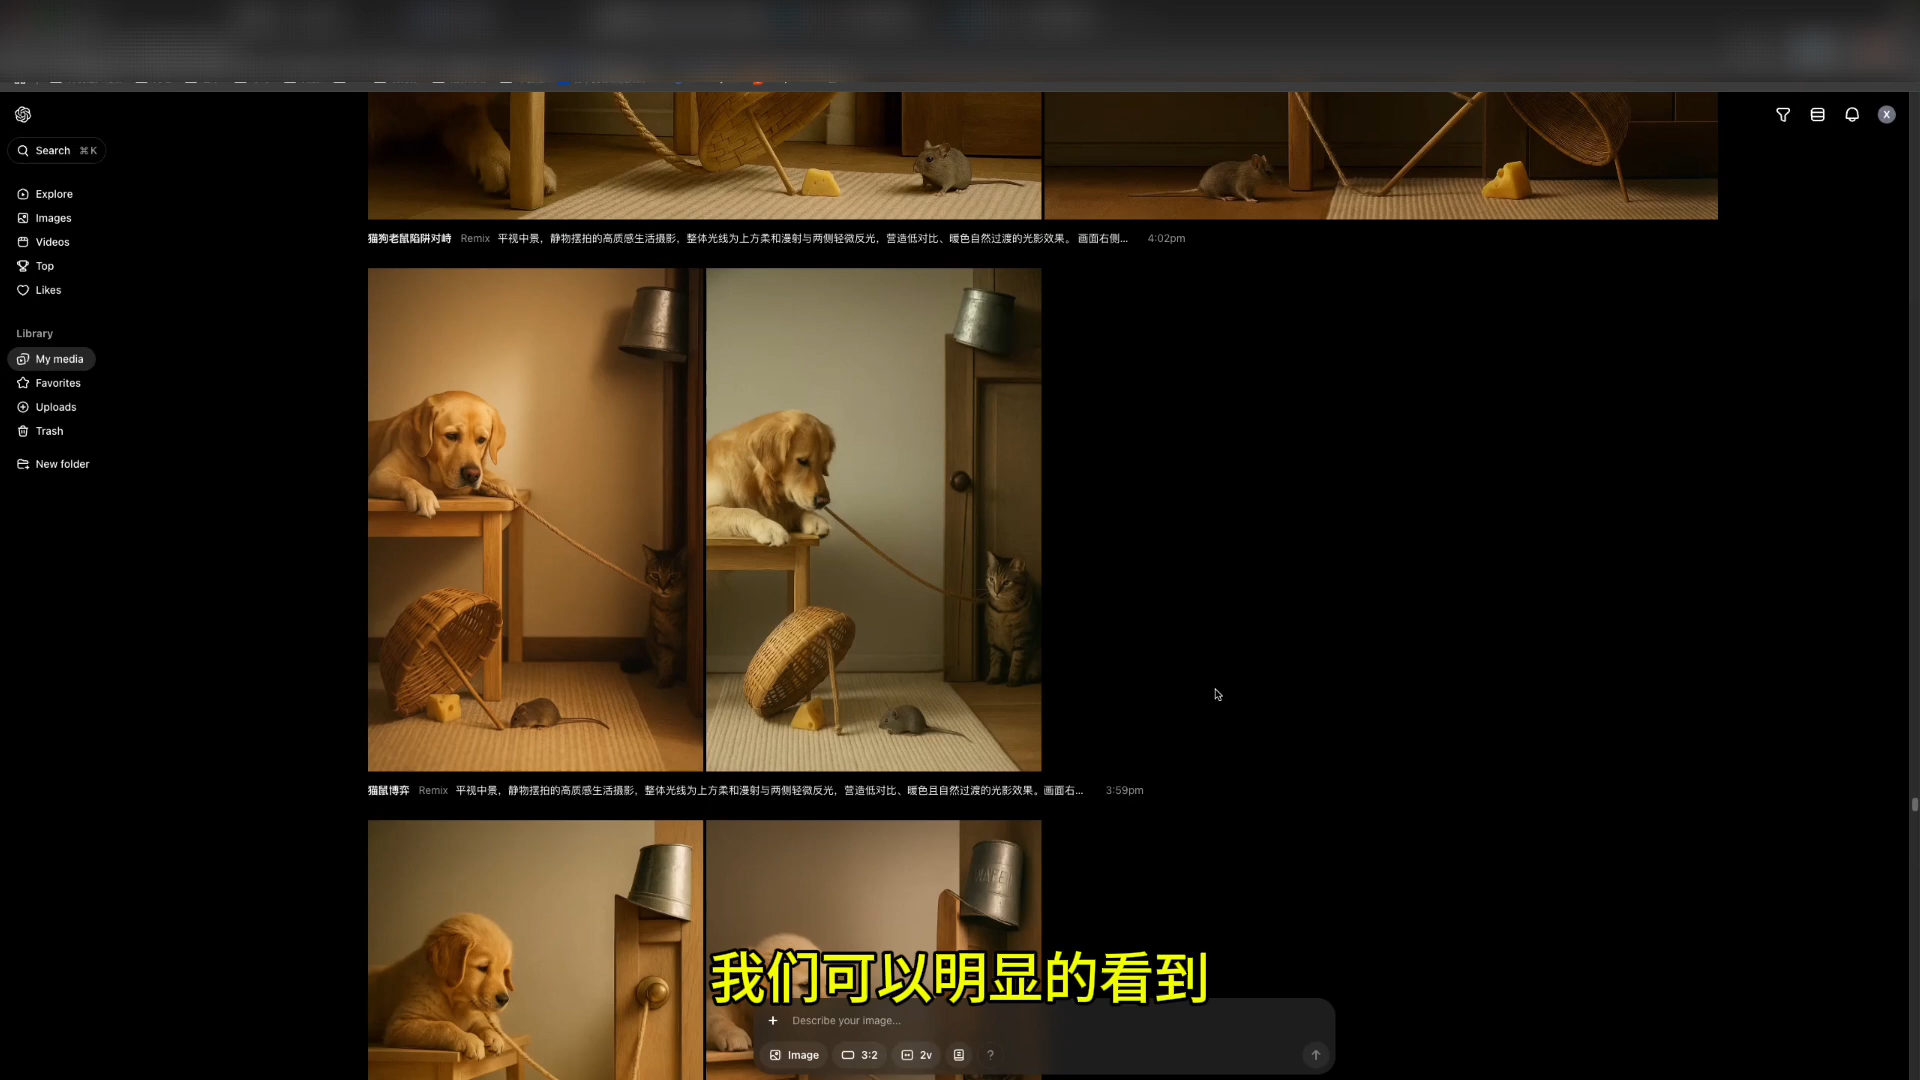 X
Search ⌘K
Explore
Images
Videos
Top
Likes
Library
My media
Favorites
Uploads
Trash
New folder
猫狗老鼠陷阱对峙 Remix 平视中景，静物摆拍的高质感生活摄影，整体光线为上方柔和漫射与两侧轻微反光，营造低对比、暖色自然过渡的光影效果。 画面右侧... 4:02pm
猫鼠博弈 Remix 平视中景，静物摆拍的高质感生活摄影，整体光线为上方柔和漫射与两侧轻微反光，营造低对比、暖色且自然过渡的光影效果。画面右... 3:59pm
我们可以明显的看到
Describe your image...
Image 3:2 2v ?